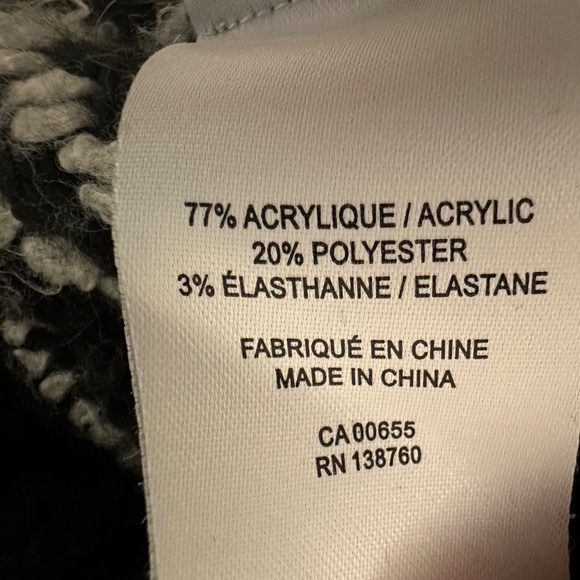 77% ACRYLIQUE / ACRYLIC
20% POLYESTER
3% ÉLASTHANNE / ELASTANE
FABRIQUÉ EN CHINE
MADE IN CHINA
CA 00655
RN 138760